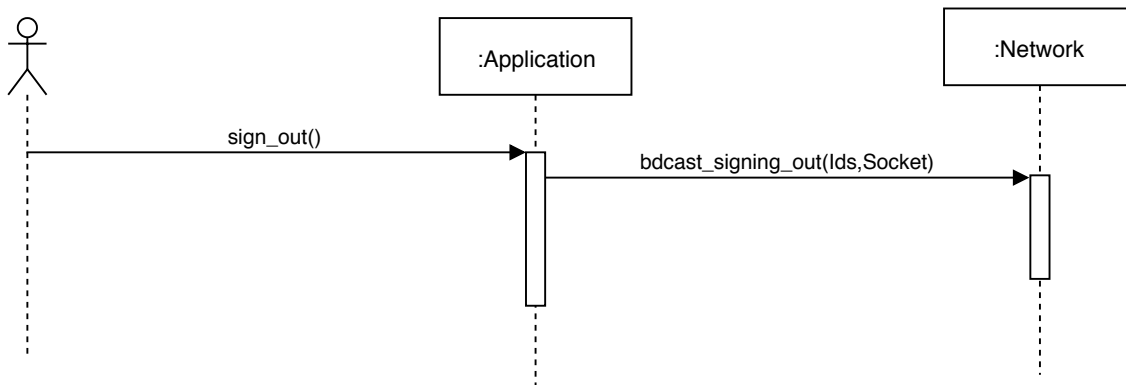 :Application
:Network
sign_out()
bdcast_signing_out(Ids,Socket)